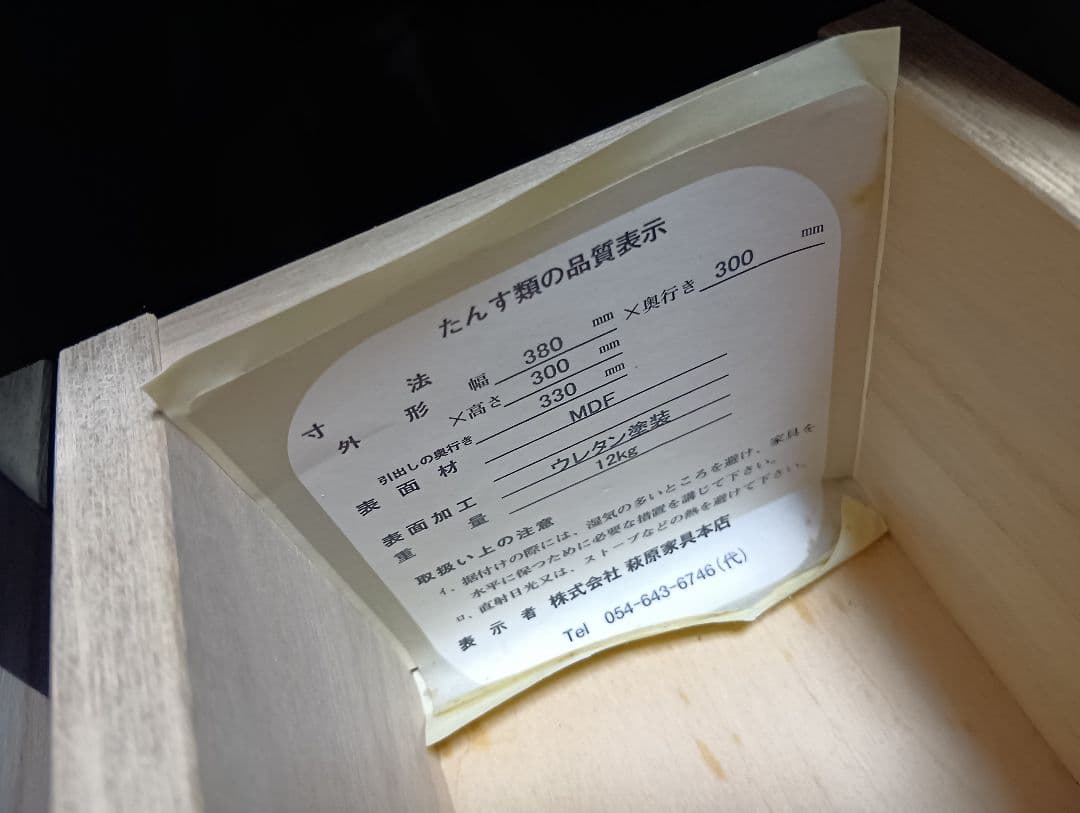 たんす類の品質表示
寸法 幅 380 mm ×奥行き 300 mm
外形 ×高さ 300 mm
引出しの奥行き 330 mm
表面材 MDF
表面加工 ウレタン塗装
重量 12kg
取扱い上の注意
イ、据付けの際には、湿気の多いところを避け、家具を
水平に保つために必要な措置を講じて下さい。
ロ、直射日光又は、ストーブなどの熱を避けて下さい。
表示者 株式会社 萩原家具本店
Tel 054-643-6746(代)